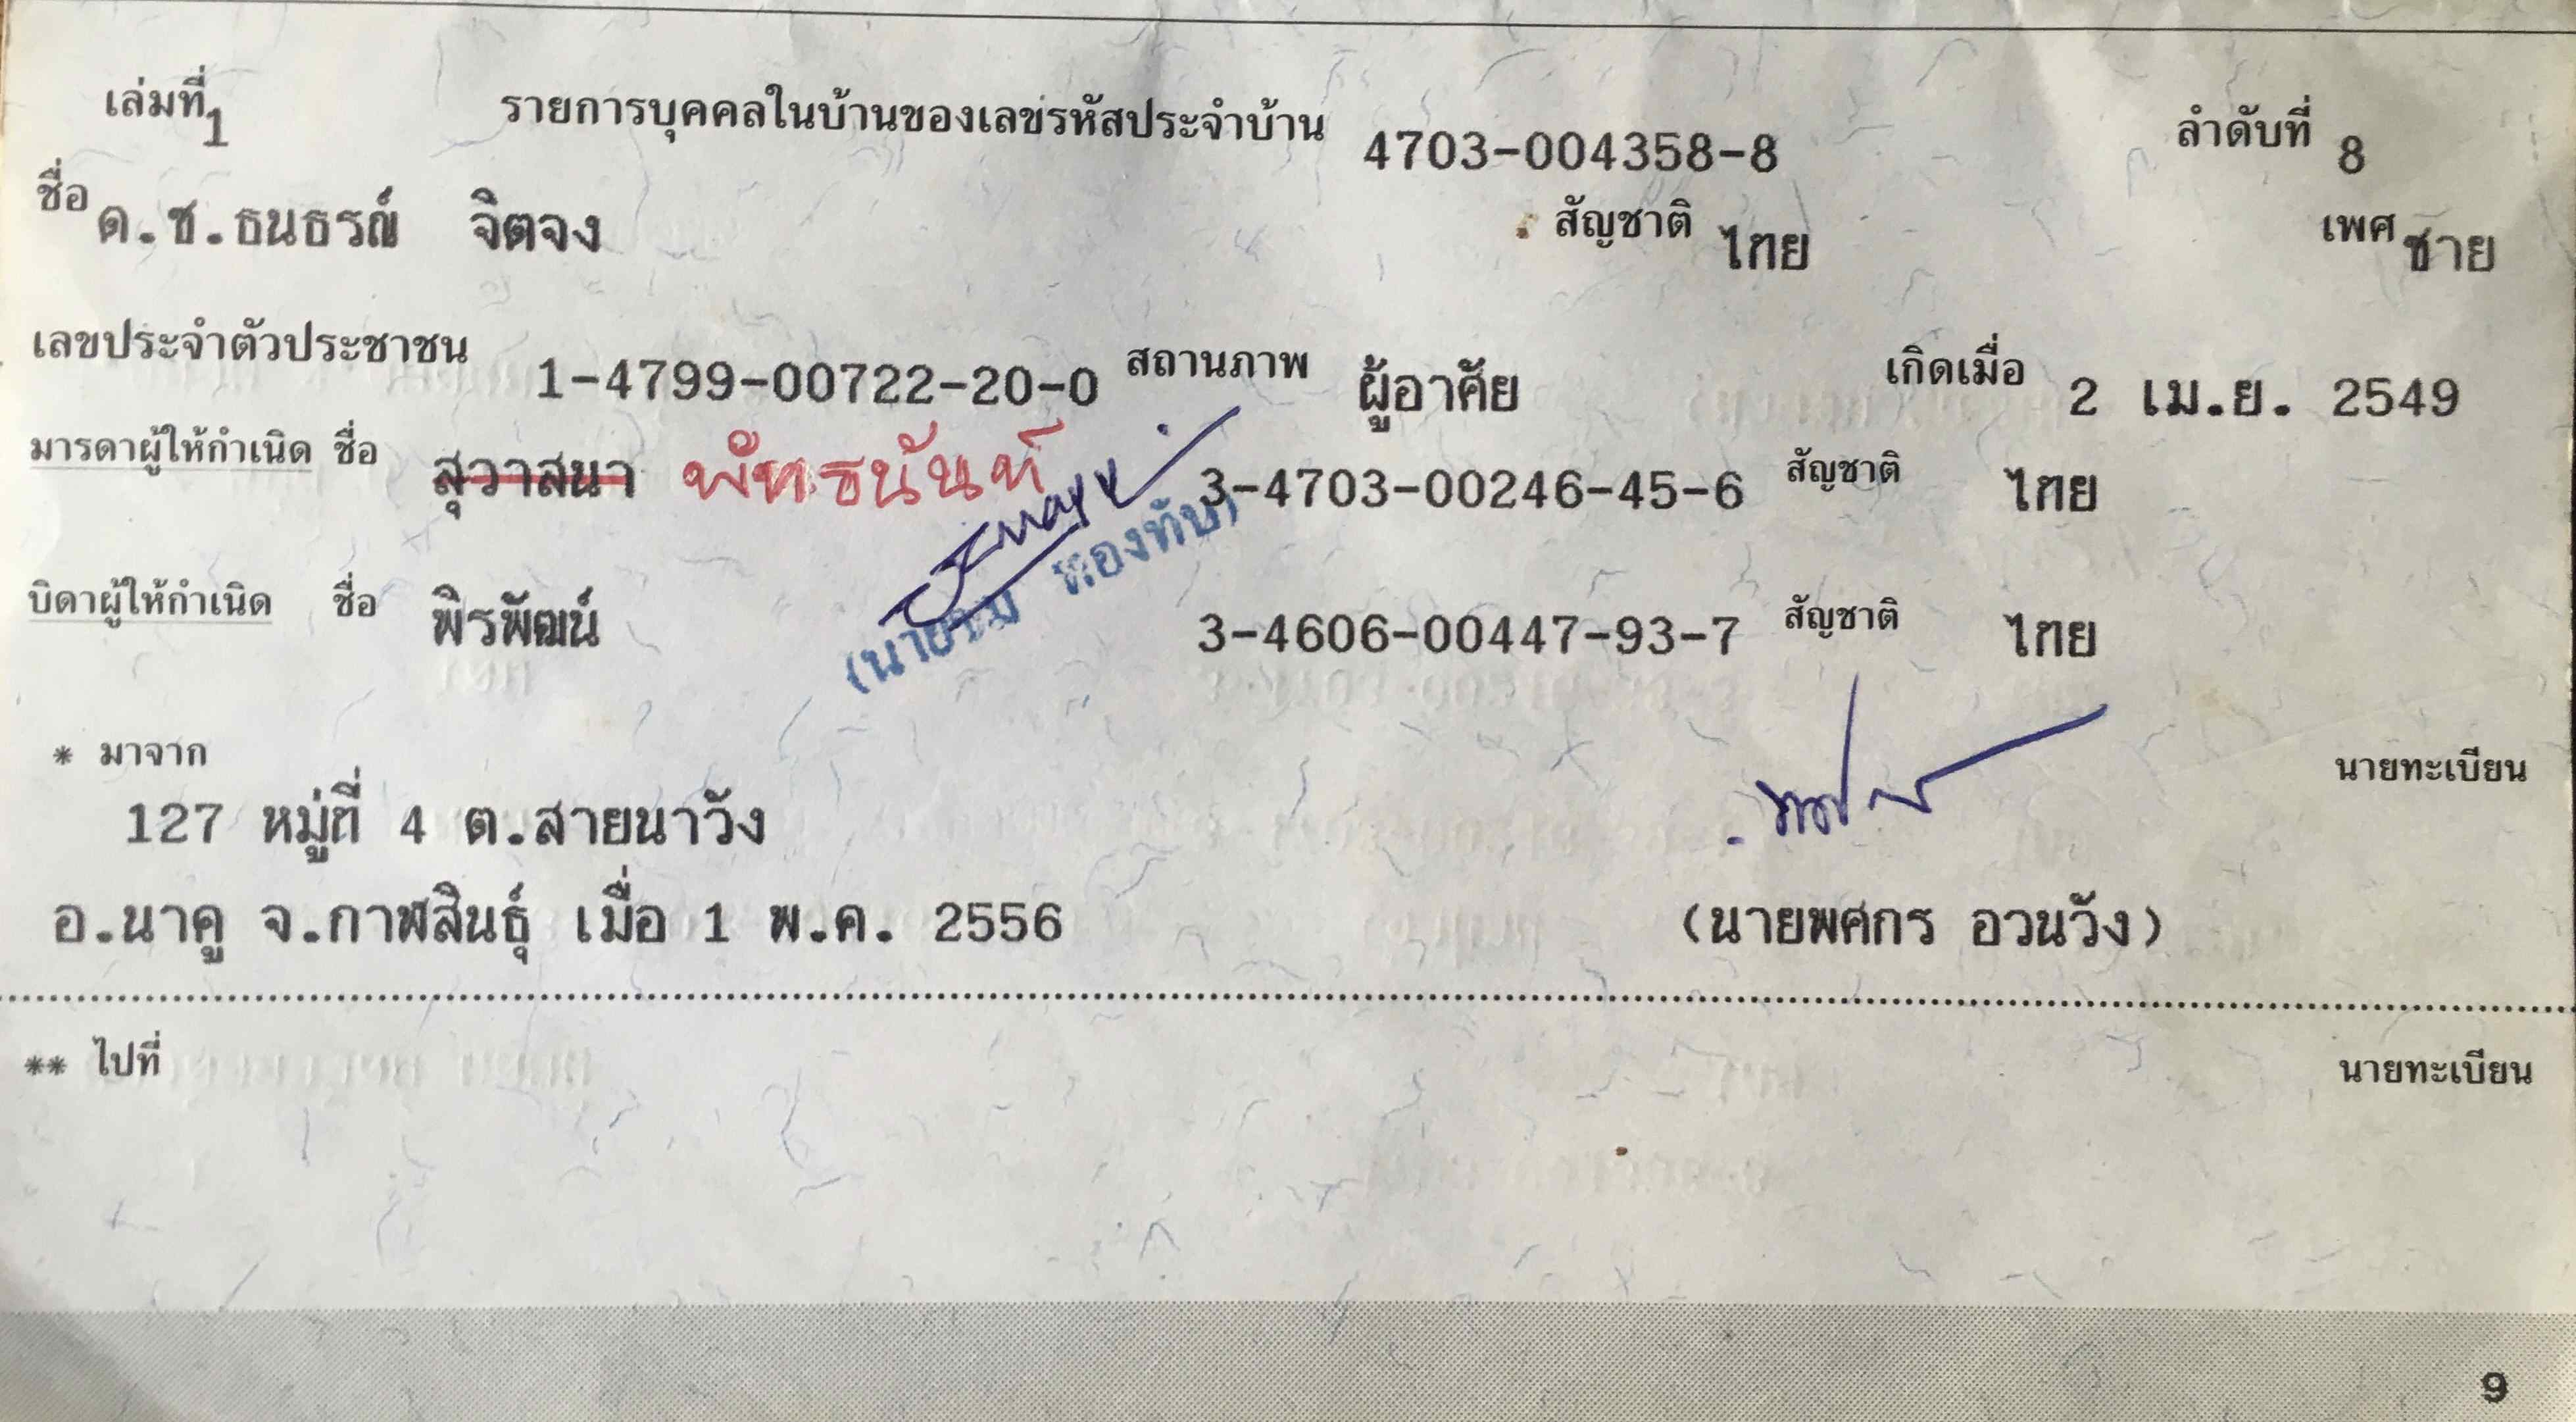 เล่มที่ 1 รายการบุคคลในบ้านของเลขรหัสประจำบ้าน 4703-004358-8 ลำดับที่ 8
ชื่อ ด.ช.ธนธรณ์ จิตจง สัญชาติ ไทย เพศ ชาย
เลขประจำตัวประชาชน 1-4799-00722-20-0 สถานภาพ ผู้อาศัย เกิดเมื่อ 2 เม.ย. 2549
มารดาผู้ให้กำเนิด ชื่อ สุวาสนา พัทธนันท์ 3-4703-00246-45-6 สัญชาติ ไทย
บิดาผู้ให้กำเนิด ชื่อ พิรพัฒน์ 3-4606-00447-93-7 สัญชาติ ไทย
* มาจาก นายทะเบียน
127 หมู่ที่ 4 ต.สายนาวัง
อ.นาคู จ.กาฬสินธุ์ เมื่อ 1 พ.ค. 2556 (นายพศกร อวนวัง)
** ไปที่ นายทะเบียน
9